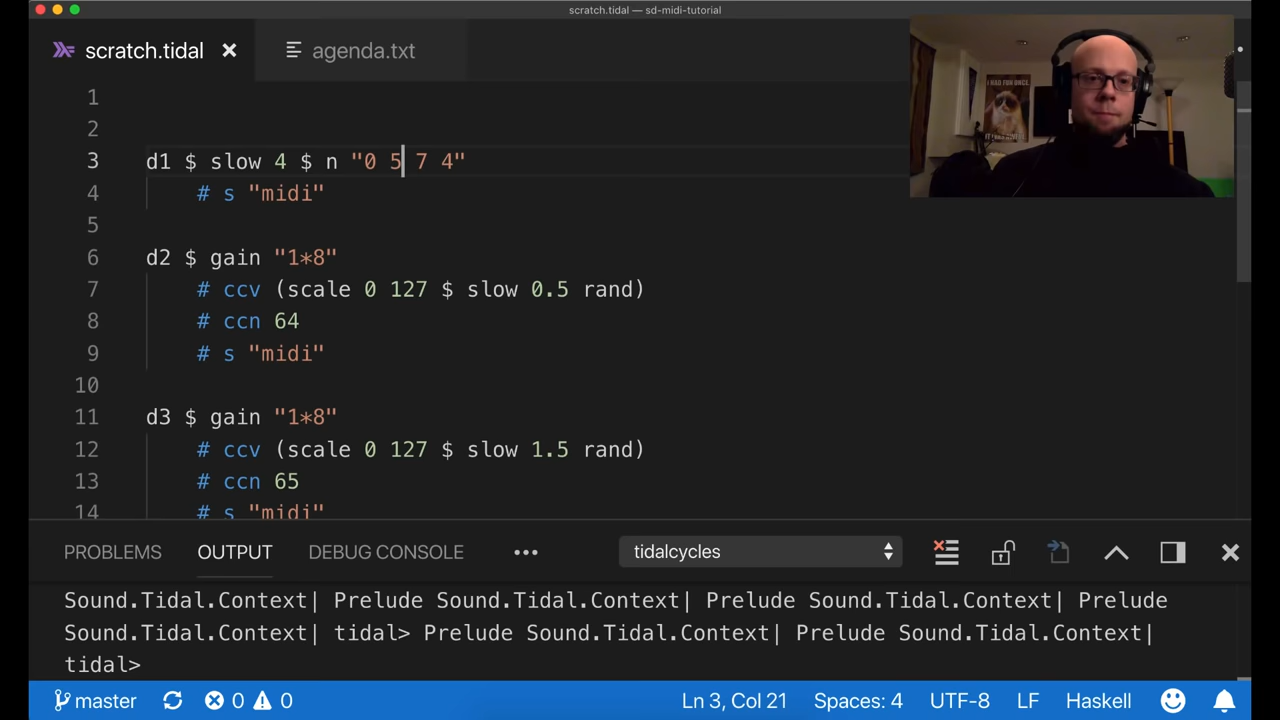 scratch.tidal — sd-midi-tutorial
scratch.tidal agenda.txt
1
2
3 d1 $ slow 4 $ n "0 5 7 4"
4 # s "midi"
5
6 d2 $ gain "1*8"
7 # ccv (scale 0 127 $ slow 0.5 rand)
8 # ccn 64
9 # s "midi"
10
11 d3 $ gain "1*8"
12 # ccv (scale 0 127 $ slow 1.5 rand)
13 # ccn 65
14 # s "midi"
I HAD FUN ONCE
PROBLEMS OUTPUT DEBUG CONSOLE ••• tidalcycles
Sound.Tidal.Context| Prelude Sound.Tidal.Context| Prelude Sound.Tidal.Context| Prelude
Sound.Tidal.Context| tidal> Prelude Sound.Tidal.Context| Prelude Sound.Tidal.Context|
tidal>
master 0 0 Ln 3, Col 21 Spaces: 4 UTF-8 LF Haskell